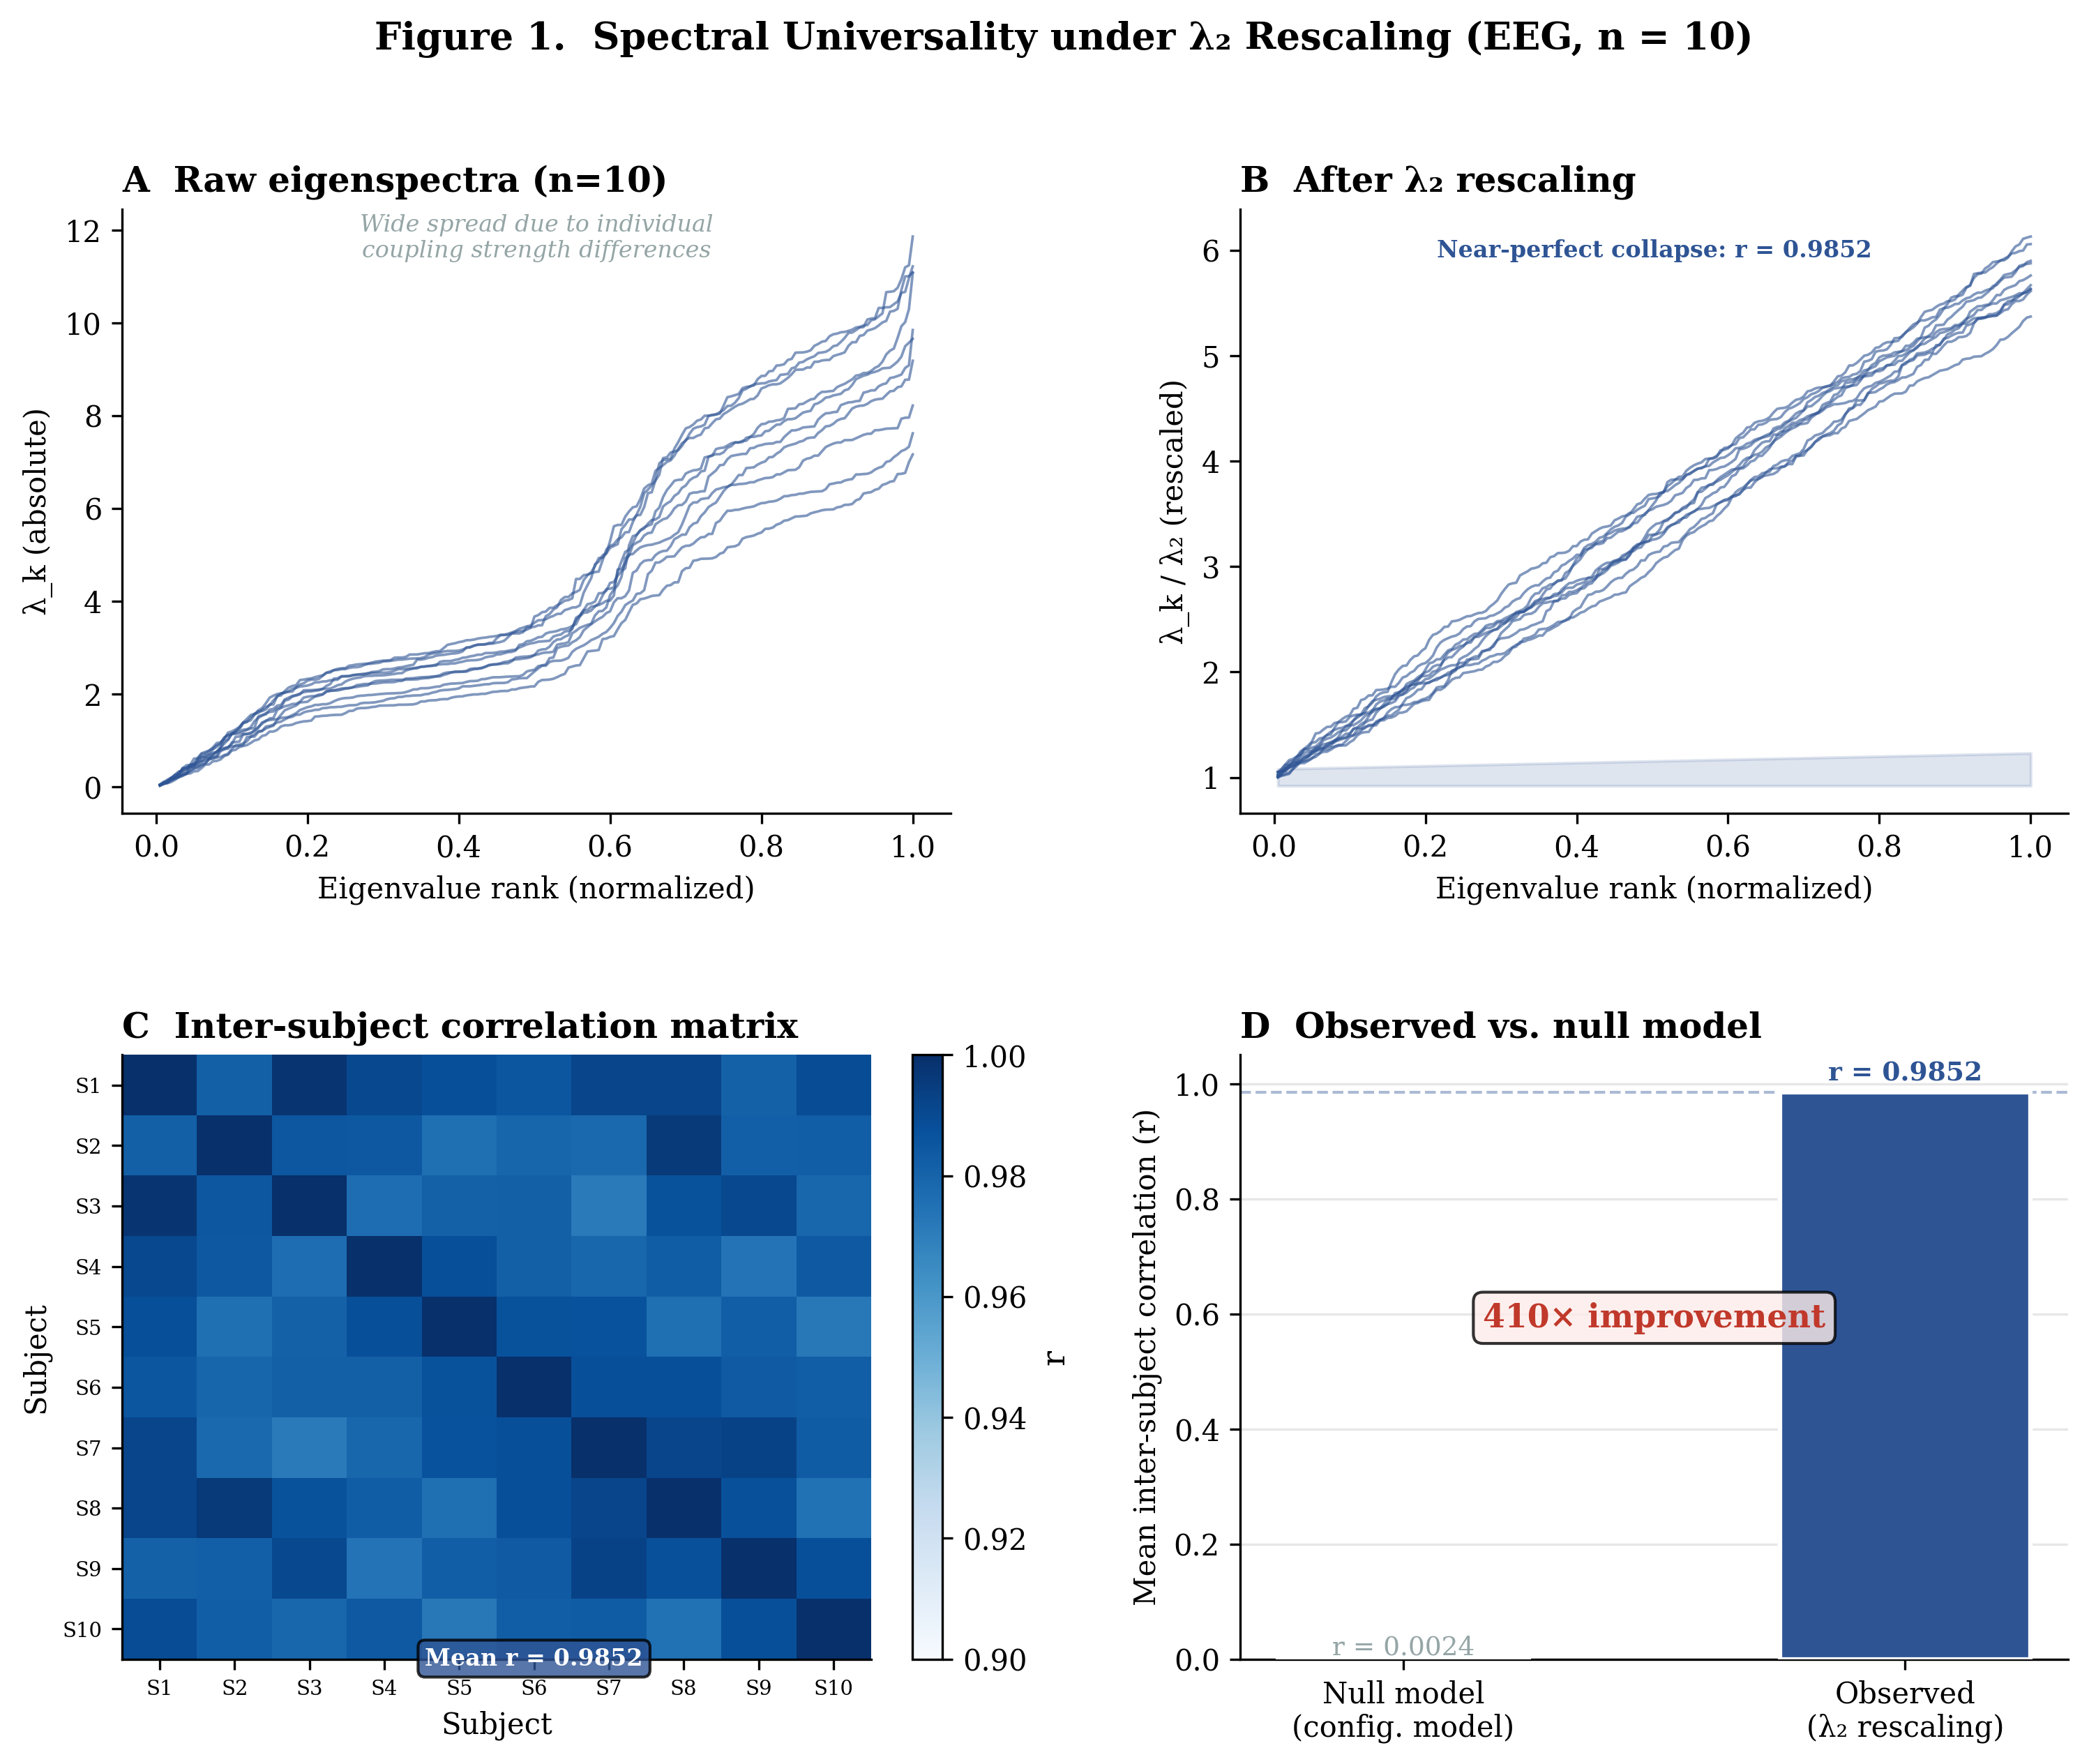 Figure 1.  Spectral Universality under λ₂ Rescaling (EEG, n = 10)
A  Raw eigenspectra (n=10)
Wide spread due to individual
coupling strength differences
λ_k (absolute)
12
10
8
6
4
2
0
0.0 0.2 0.4 0.6 0.8 1.0
Eigenvalue rank (normalized)
B  After λ₂ rescaling
Near-perfect collapse: r = 0.9852
λ_k / λ₂ (rescaled)
6
5
4
3
2
1
0.0 0.2 0.4 0.6 0.8 1.0
Eigenvalue rank (normalized)
C  Inter-subject correlation matrix
Subject
S1
S2
S3
S4
S5
S6
S7
S8
S9
S10
Mean r = 0.9852
S1 S2 S3 S4 S5 S6 S7 S8 S9 S10
Subject
1.00
0.98
0.96
0.94
0.92
0.90
r
D  Observed vs. null model
Mean inter-subject correlation (r)
1.0
0.8
0.6
0.4
0.2
0.0
r = 0.9852
410× improvement
r = 0.0024
Null model
(config. model)
Observed
(λ₂ rescaling)